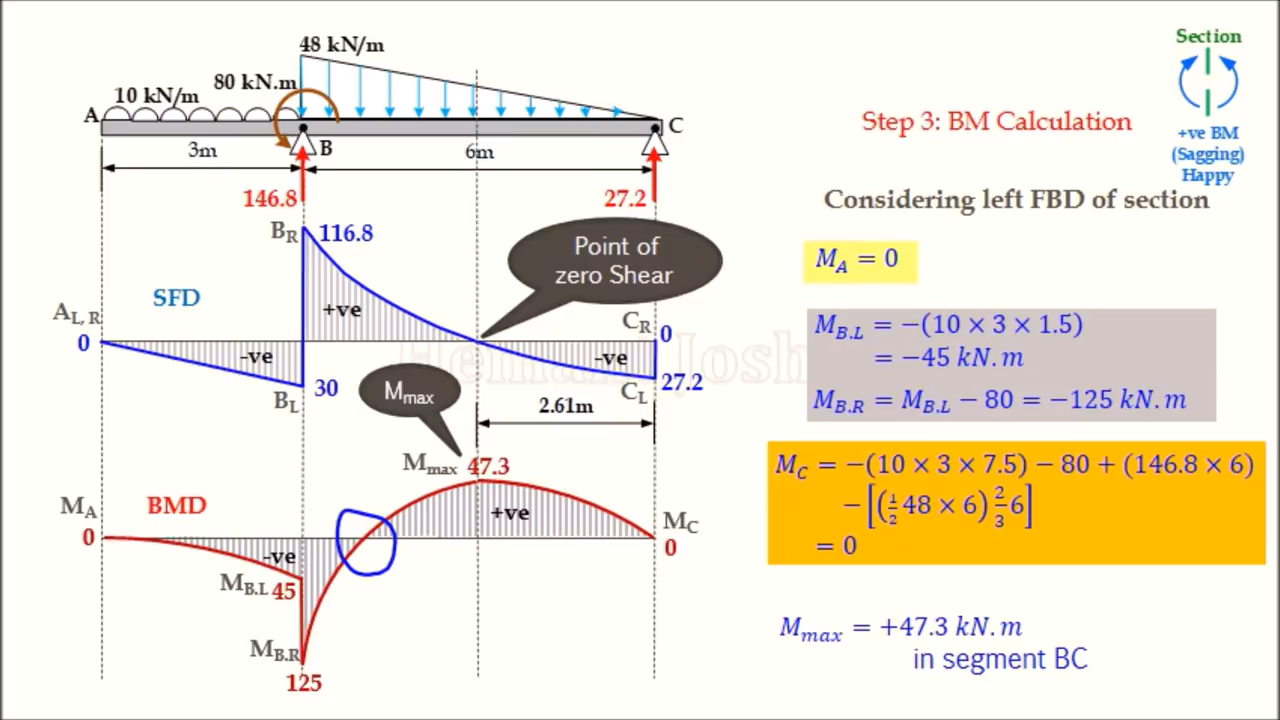 48 kN/m
80 kN.m
10 kN/m
A
B
C
3m
6m
146.8
27.2
Section
+ve BM
(Sagging)
Happy
Step 3: BM Calculation
Considering left FBD of section
B_R
116.8
Point of
zero Shear
SFD
+ve
A_L, R
0
-ve
B_L
30
C_R
0
-ve
C_L
27.2
M_max
2.61m
M_max 47.3
M_A
0
BMD
-ve
+ve
M_C
0
M_B.L 45
M_B.R
125
M_A = 0
M_B.L = −(10 × 3 × 1.5)
= −45 kN.m
M_B.R = M_B.L − 80 = −125 kN.m
M_C = −(10 × 3 × 7.5) − 80 + (146.8 × 6)
− [(1/2 48 × 6) 2/3 6]
= 0
M_max = +47.3 kN.m
in segment BC